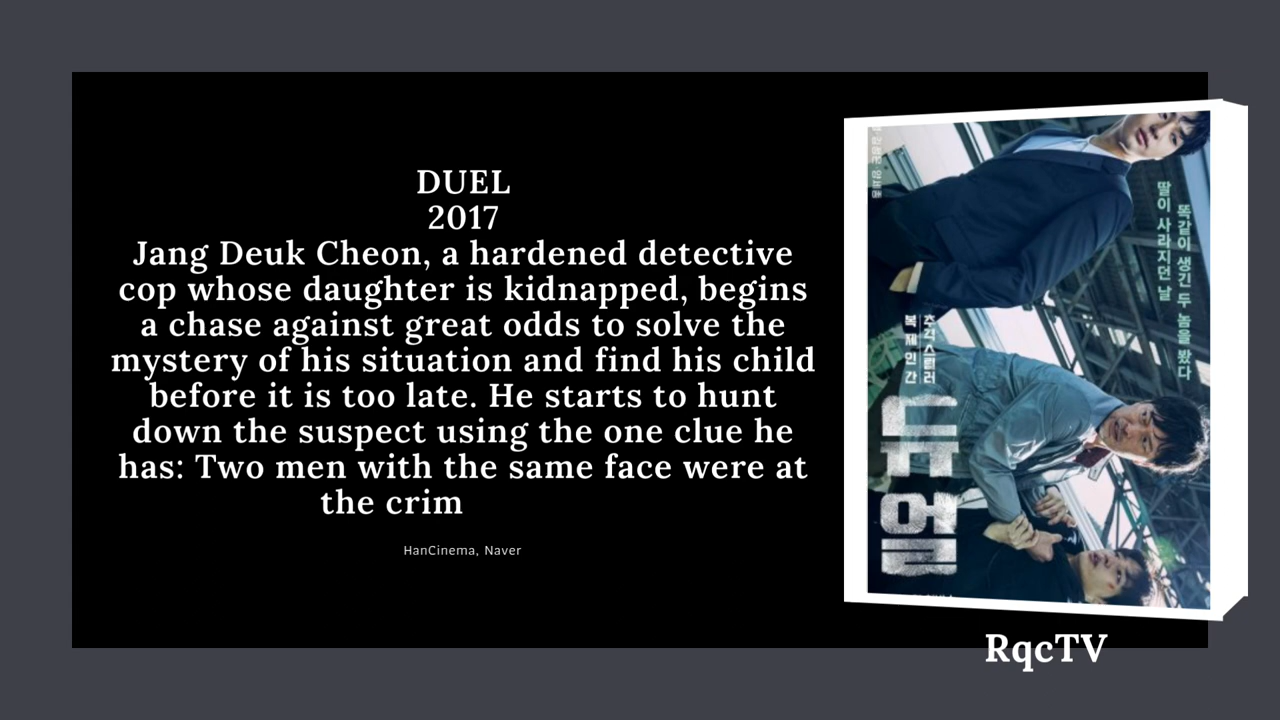 DUEL
2017
Jang Deuk Cheon, a hardened detective
cop whose daughter is kidnapped, begins
a chase against great odds to solve the
mystery of his situation and find his child
before it is too late. He starts to hunt
down the suspect using the one clue he
has: Two men with the same face were at
the crim
HanCinema, Naver
똑같이 생긴 두 놈을 봤다
딸이 사라지던 날
추격스릴러
복제인간
듀얼
RqcTV